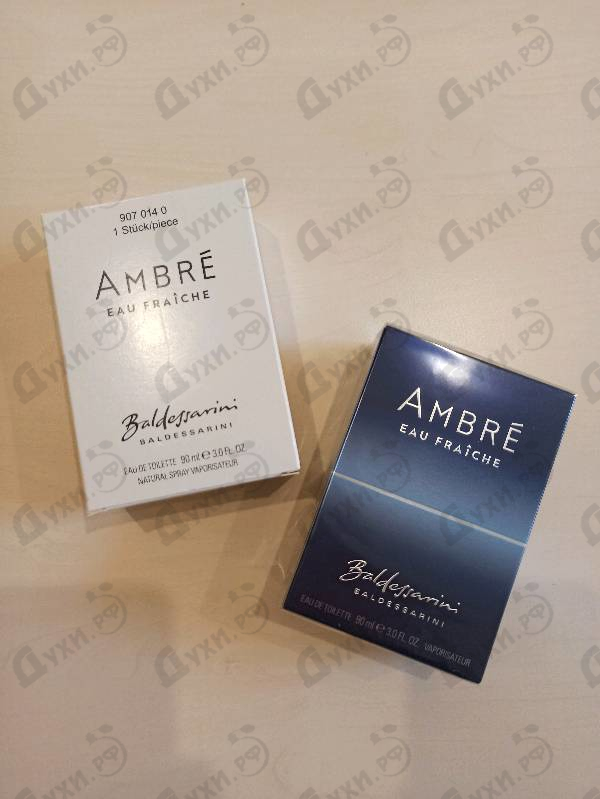 907 014 0
1 Stück/piece
AMBRÉ
EAU FRAÎCHE
Baldessarini
BALDESSARINI
EAU DE TOILETTE 90 ml e 3.0 FL. OZ
NATURAL SPRAY VAPORISATEUR
AMBRÉ
EAU FRAÎCHE
Baldessarini
BALDESSARINI
EAU DE TOILETTE 90 ml e 3.0 FL. OZ VAPORISATEUR
Духи.РФ